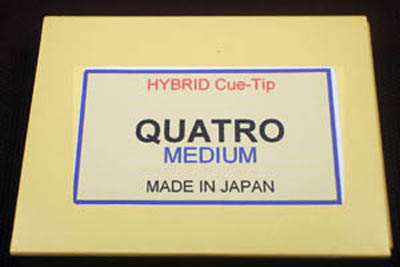 HYBRID Cue-Tip
QUATRO
MEDIUM
MADE IN JAPAN